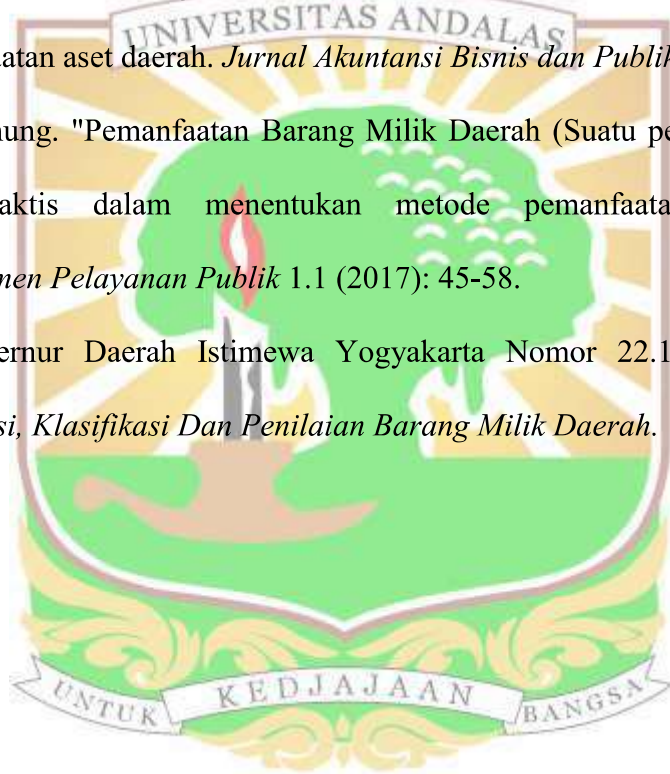 UNIVERSITAS ANDALAS
uatan aset daerah. Jurnal Akuntansi Bisnis dan Publik
nung. "Pemanfaatan Barang Milik Daerah (Suatu pe
aktis dalam menentukan metode pemanfaata
men Pelayanan Publik 1.1 (2017): 45-58.
ernur Daerah Istimewa Yogyakarta Nomor 22.1
si, Klasifikasi Dan Penilaian Barang Milik Daerah.
UNTUK KEDJAJAAN BANGSA